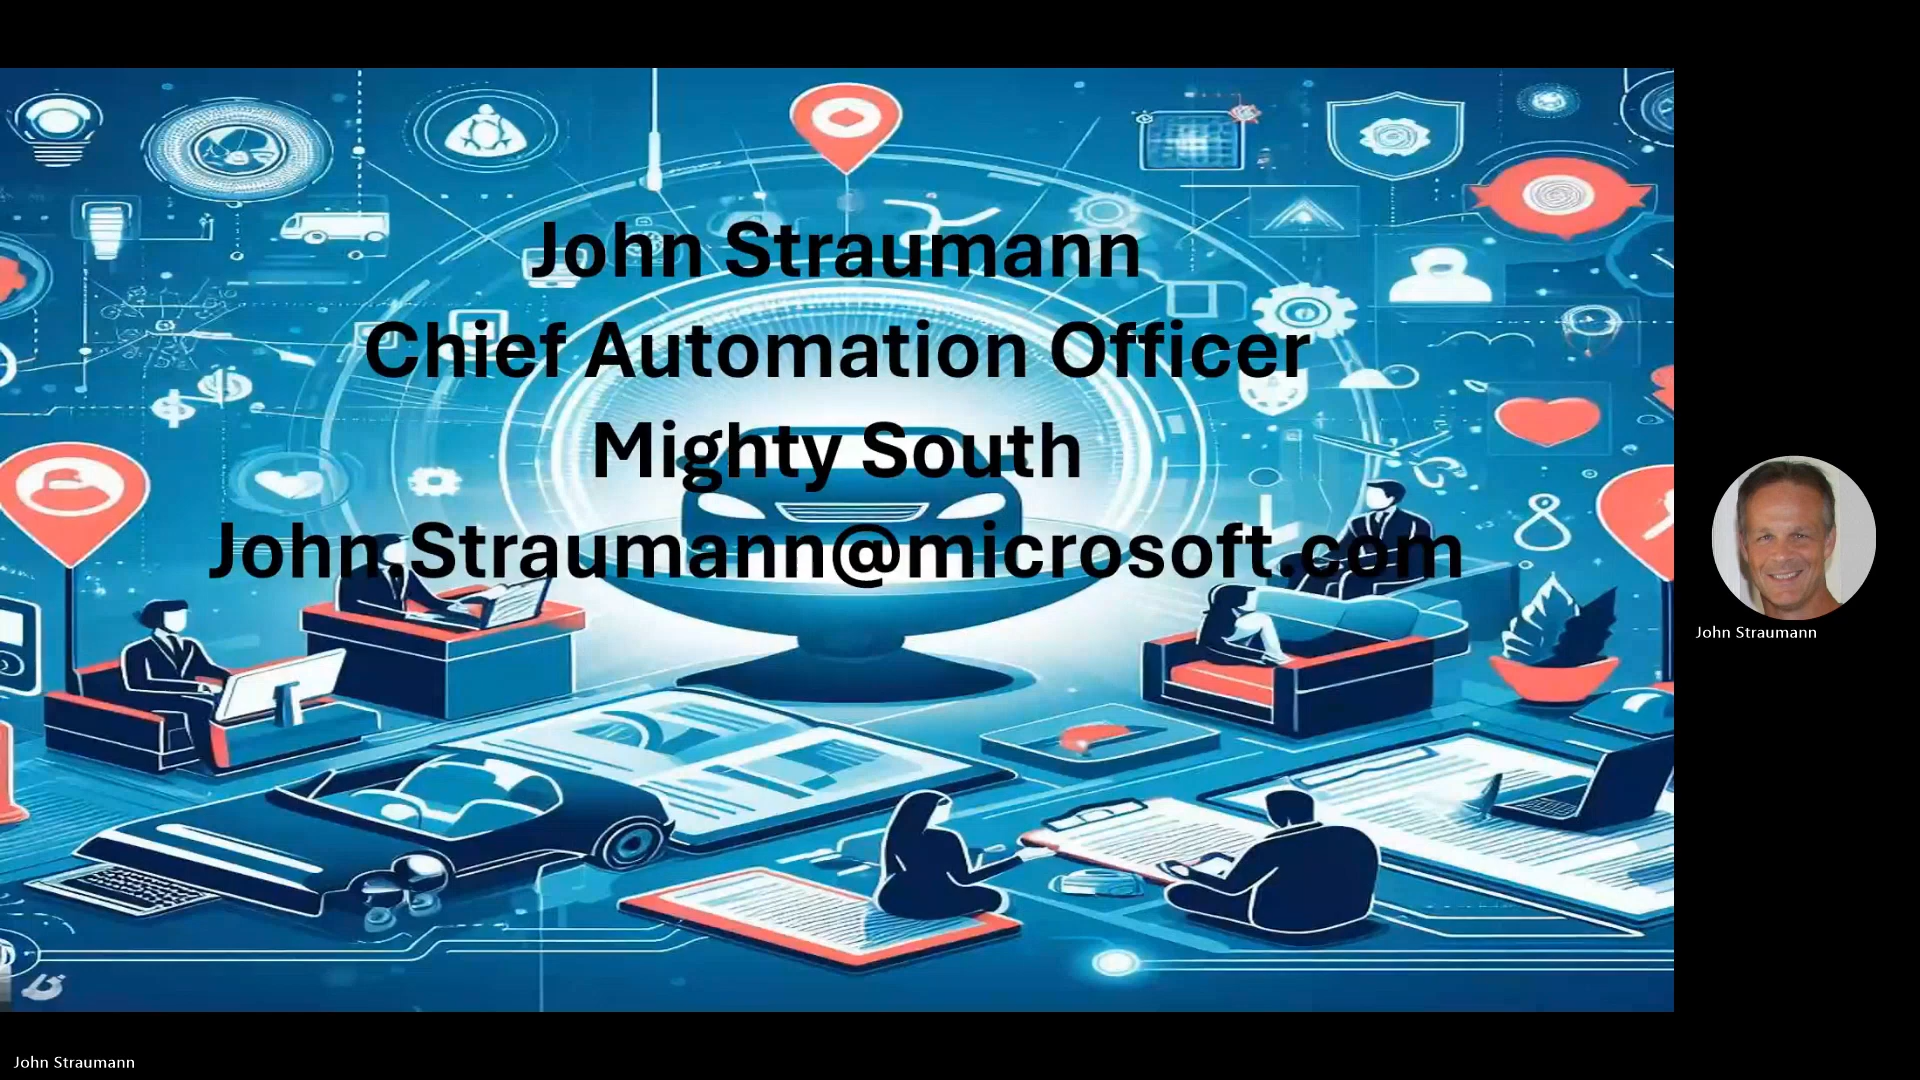 John Straumann
Chief Automation Officer
Mighty South
John.Straumann@microsoft.com
John Straumann
John Straumann